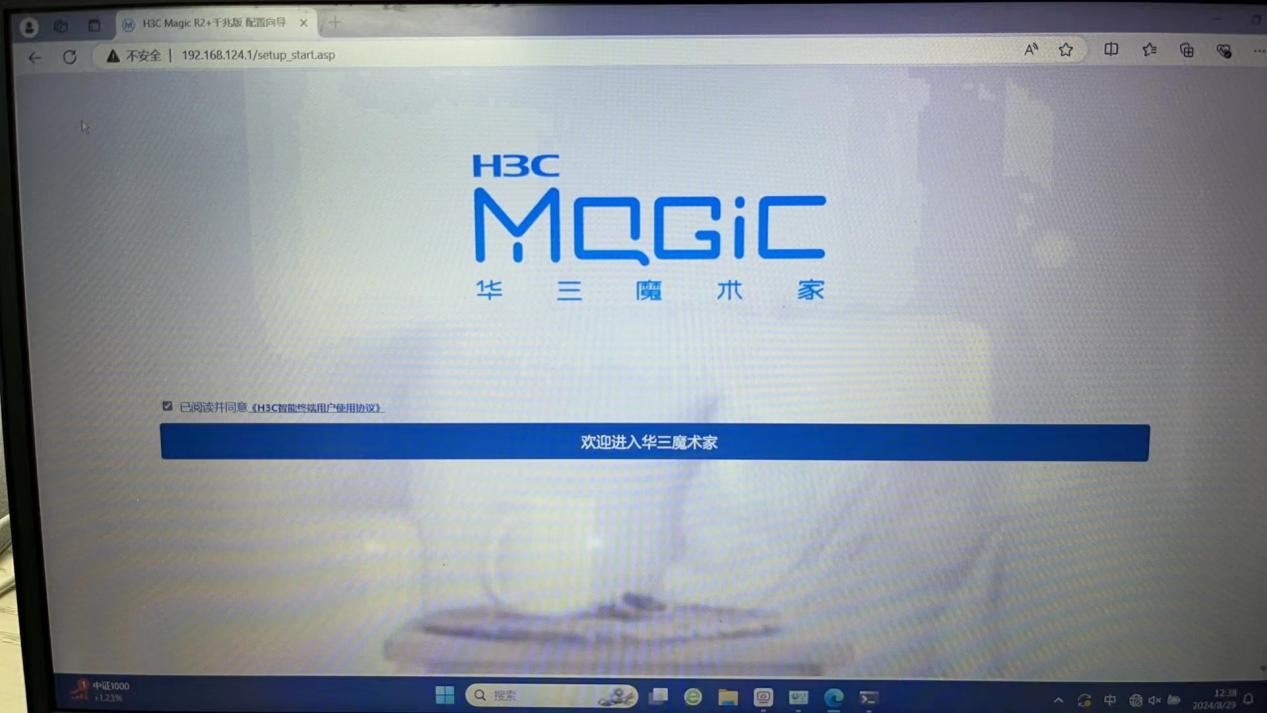 H3C Magic R2+千兆版 配置向导
不安全 | 192.168.124.1/setup_start.asp
H3C
MAGiC
华三魔术家
已阅读并同意《H3C智能终端用户使用协议》
欢迎进入华三魔术家
中证1000
+1.23%
搜索
中
12:38
2024/8/29